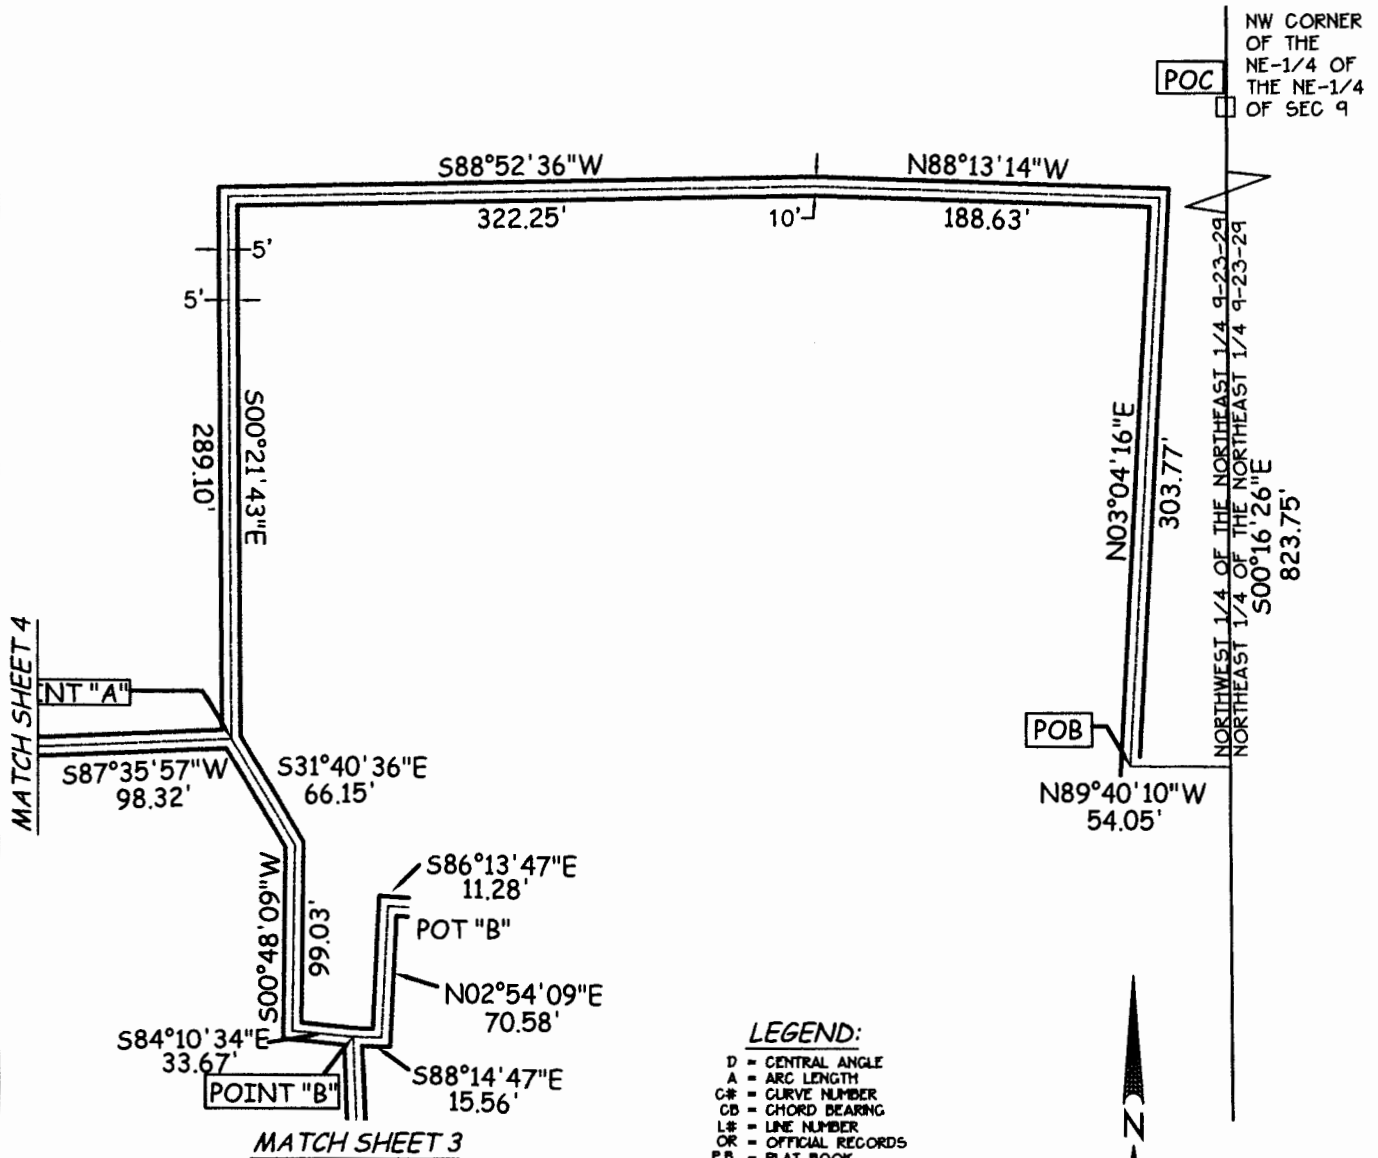 NW CORNER
OF THE
NE-1/4 OF
THE NE-1/4
OF SEC 9
POC
S88°52'36"W
N88°13'14"W
322.25'
10'
188.63'
5'
5'
S00°21'43"E
289.10'
N03°04'16"E
303.77'
NORTHWEST 1/4 OF THE NORTHEAST 1/4 9-23-29
NORTHEAST 1/4 OF THE NORTHEAST 1/4 9-23-29
S00°16'26"E
823.75'
MATCH SHEET 4
INT "A"
S87°35'57"W
98.32'
S31°40'36"E
66.15'
POB
N89°40'10"W
54.05'
S00°48'09"W
99.03'
S86°13'47"E
11.28'
POT "B"
N02°54'09"E
70.58'
S84°10'34"E
33.67'
POINT "B"
S88°14'47"E
15.56'
MATCH SHEET 3
LEGEND:
D = CENTRAL ANGLE
A = ARC LENGTH
C# = CURVE NUMBER
CB = CHORD BEARING
L# = LINE NUMBER
OR = OFFICIAL RECORDS
P.B. = PLAT BOOK
N